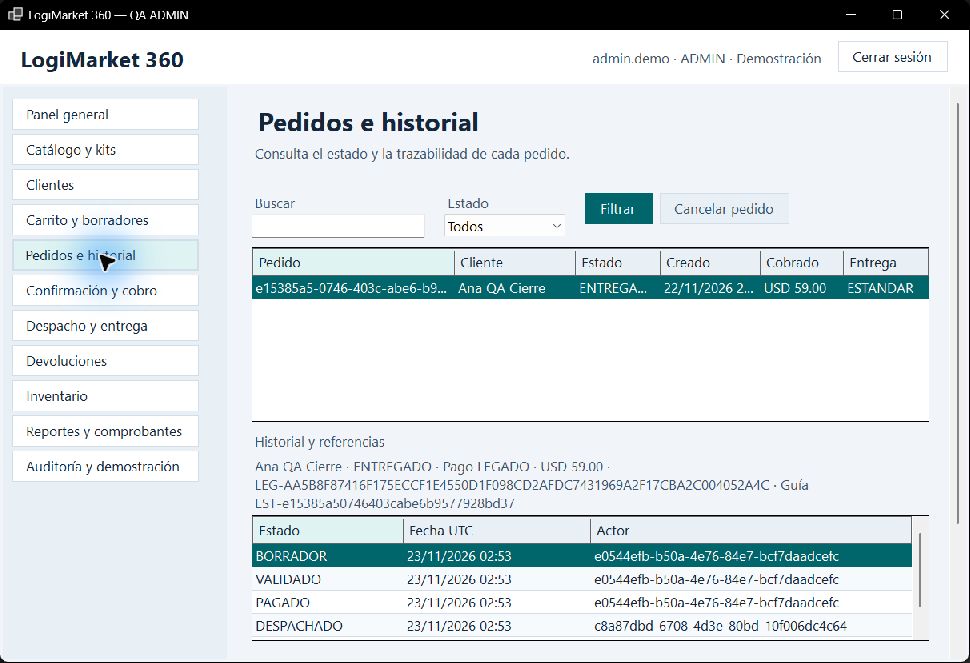 LogiMarket 360 — QA ADMIN
LogiMarket 360
admin.demo · ADMIN · Demostración
Cerrar sesión
Panel general
Catálogo y kits
Clientes
Carrito y borradores
Pedidos e historial
Confirmación y cobro
Despacho y entrega
Devoluciones
Inventario
Reportes y comprobantes
Auditoría y demostración
Pedidos e historial
Consulta el estado y la trazabilidad de cada pedido.
Buscar
Estado
Todos
Filtrar
Cancelar pedido
Pedido Cliente Estado Creado Cobrado Entrega
e15385a5-0746-403c-abe6-b9... Ana QA Cierre ENTREGA... 22/11/2026 2... USD 59.00 ESTANDAR
Historial y referencias
Ana QA Cierre · ENTREGADO · Pago LEGADO · USD 59.00 ·
LEG-AA5B8F87416F175ECCF1E4550D1F098CD2AFDC7431969A2F17CBA2C004052A4C · Guía
EST-e15385a50746403cabe6b9577928bd37
Estado Fecha UTC Actor
BORRADOR 23/11/2026 02:53 e0544efb-b50a-4e76-84e7-bcf7daadcefc
VALIDADO 23/11/2026 02:53 e0544efb-b50a-4e76-84e7-bcf7daadcefc
PAGADO 23/11/2026 02:53 e0544efb-b50a-4e76-84e7-bcf7daadcefc
DESPACHADO 23/11/2026 02:53 c8a87dbd-6708-4d3e-80bd-10f006dc4c64